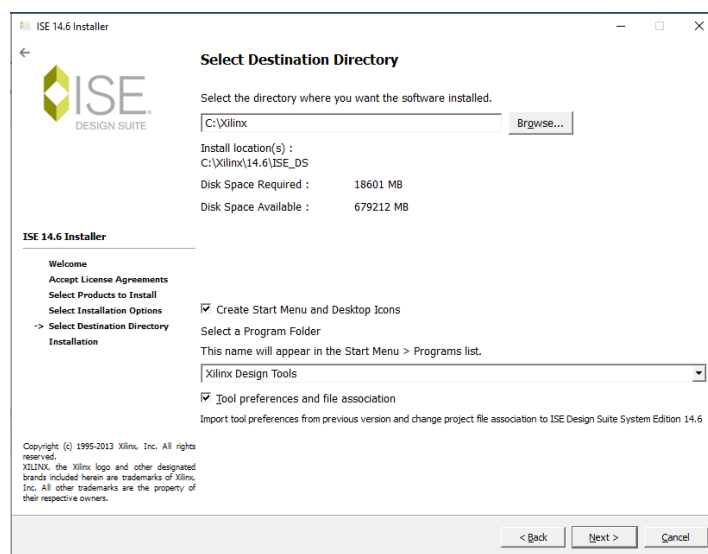 ISE 14.6 Installer
ISE
DESIGN SUITE
Select Destination Directory
Select the directory where you want the software installed.
C:\Xilinx
Browse...
Install location(s) :
C:\Xilinx\14.6\ISE_DS
Disk Space Required : 18601 MB
Disk Space Available : 679212 MB
ISE 14.6 Installer
Welcome
Accept License Agreements
Select Products to Install
Select Installation Options
-> Select Destination Directory
Installation
Create Start Menu and Desktop Icons
Select a Program Folder
This name will appear in the Start Menu > Programs list.
Xilinx Design Tools
Tool preferences and file association
Import tool preferences from previous version and change project file association to ISE Design Suite System Edition 14.6
Copyright (c) 1995-2013 Xilinx, Inc. All rights
reserved.
XILINX, the Xilinx logo and other designated
brands included herein are trademarks of Xilinx,
Inc. All other trademarks are the property of
their respective owners.
< Back
Next >
Cancel